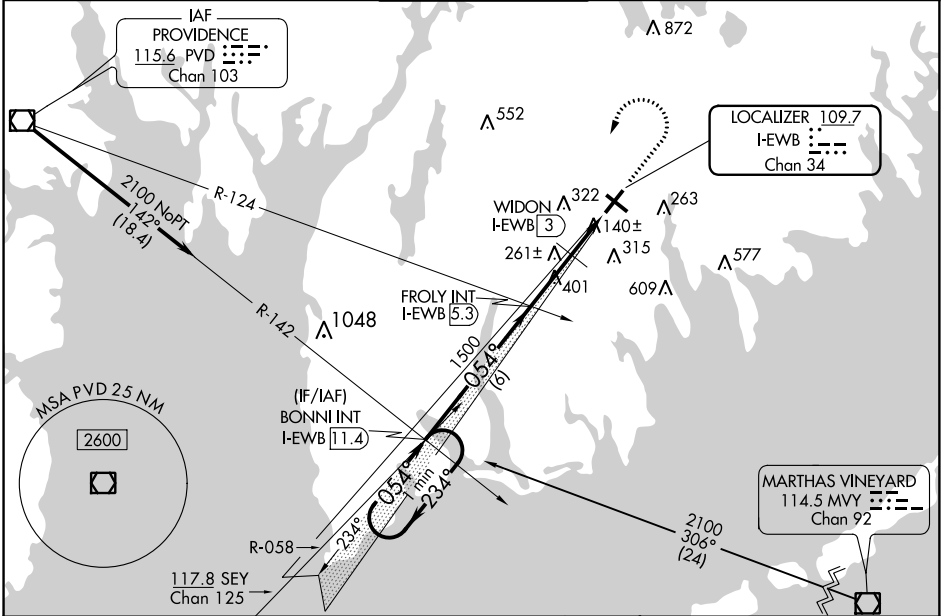 IAF
PROVIDENCE
115.6 PVD
Chan 103
872
552
LOCALIZER 109.7
I-EWB
Chan 34
2100 NoPT
142°
(18.4)
R-124
322
263
WIDON
I-EWB 3
140±
261±
315
577
401
609
FROLY INT
I-EWB 5.3
R-142
1048
1500
054°
(6)
MSA PVD 25 NM
2600
(IF/IAF)
BONNI INT
I-EWB 11.4
054°
1 min
234°
234°
R-058
117.8 SEY
Chan 125
2100
306°
(24)
MARTHAS VINEYARD
114.5 MVY
Chan 92